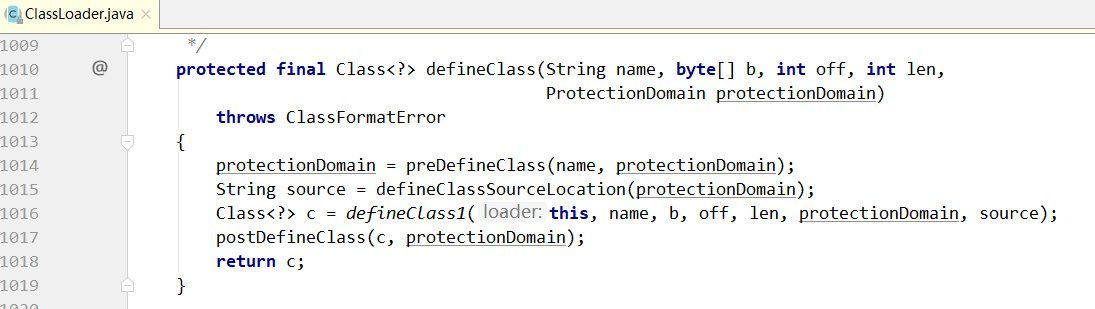 ClassLoader.java
1009 */
1010 @ protected final Class<?> defineClass(String name, byte[] b, int off, int len,
1011 ProtectionDomain protectionDomain)
1012 throws ClassFormatError
1013 {
1014 protectionDomain = preDefineClass(name, protectionDomain);
1015 String source = defineClassSourceLocation(protectionDomain);
1016 Class<?> c = defineClass1( loader: this, name, b, off, len, protectionDomain, source);
1017 postDefineClass(c, protectionDomain);
1018 return c;
1019 }
1020